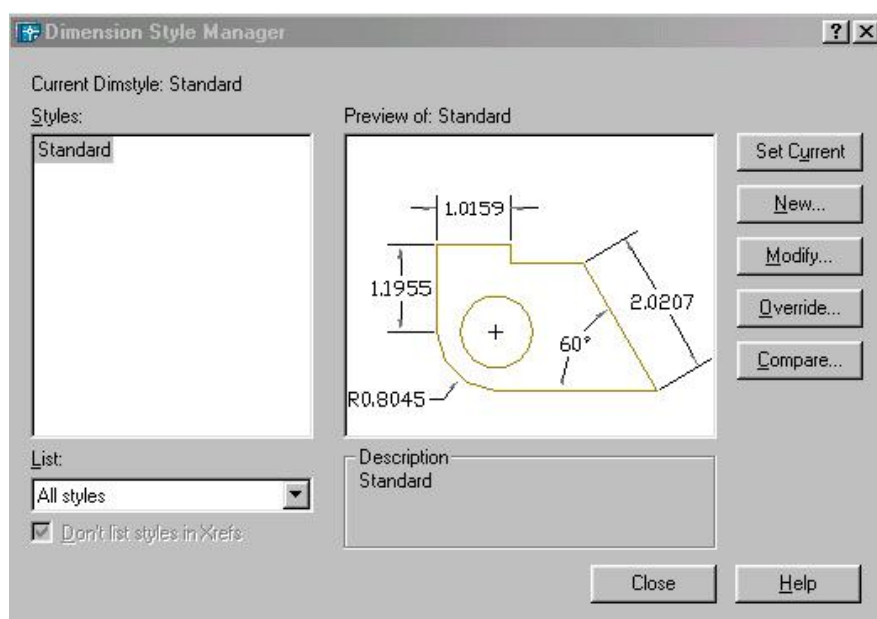 Dimension Style Manager
Current Dimstyle: Standard
Styles:
Standard
Preview of: Standard
1.0159
1.1955
2.0207
60°
R0.8045
Set Current
New...
Modify...
Override...
Compare...
List:
All styles
Don't list styles in Xrefs
Description
Standard
Close
Help